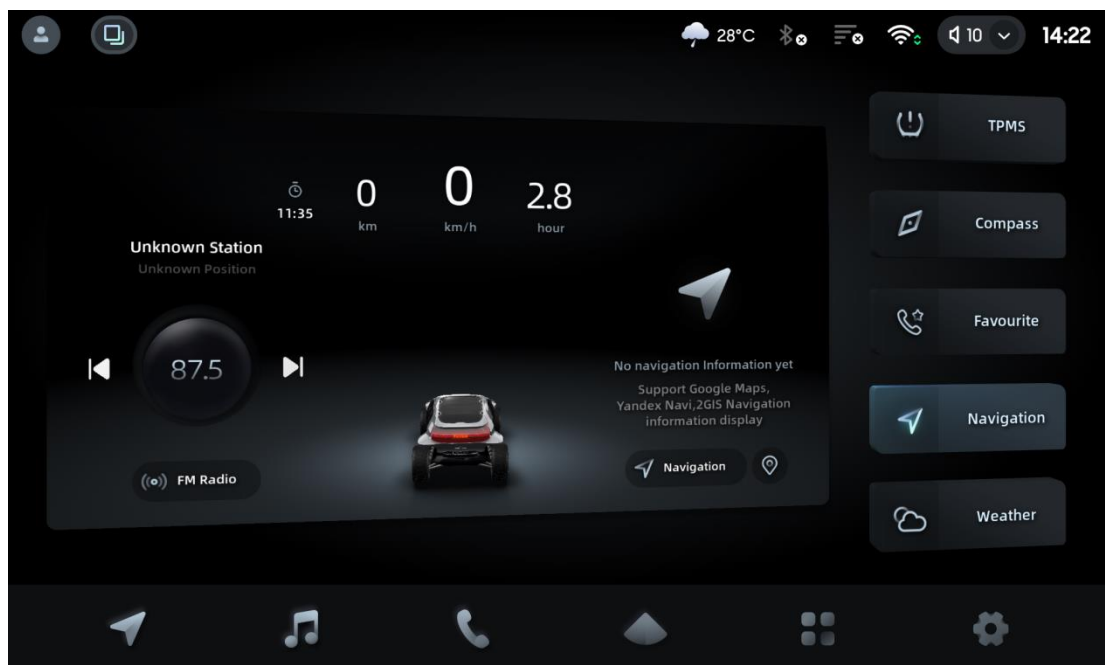 28°C
10
14:22
11:35
0
km
0
km/h
2.8
hour
Unknown Station
Unknown Position
87.5
FM Radio
No navigation Information yet
Support Google Maps,
Yandex Navi,2GIS Navigation
information display
Navigation
TPMS
Compass
Favourite
Navigation
Weather